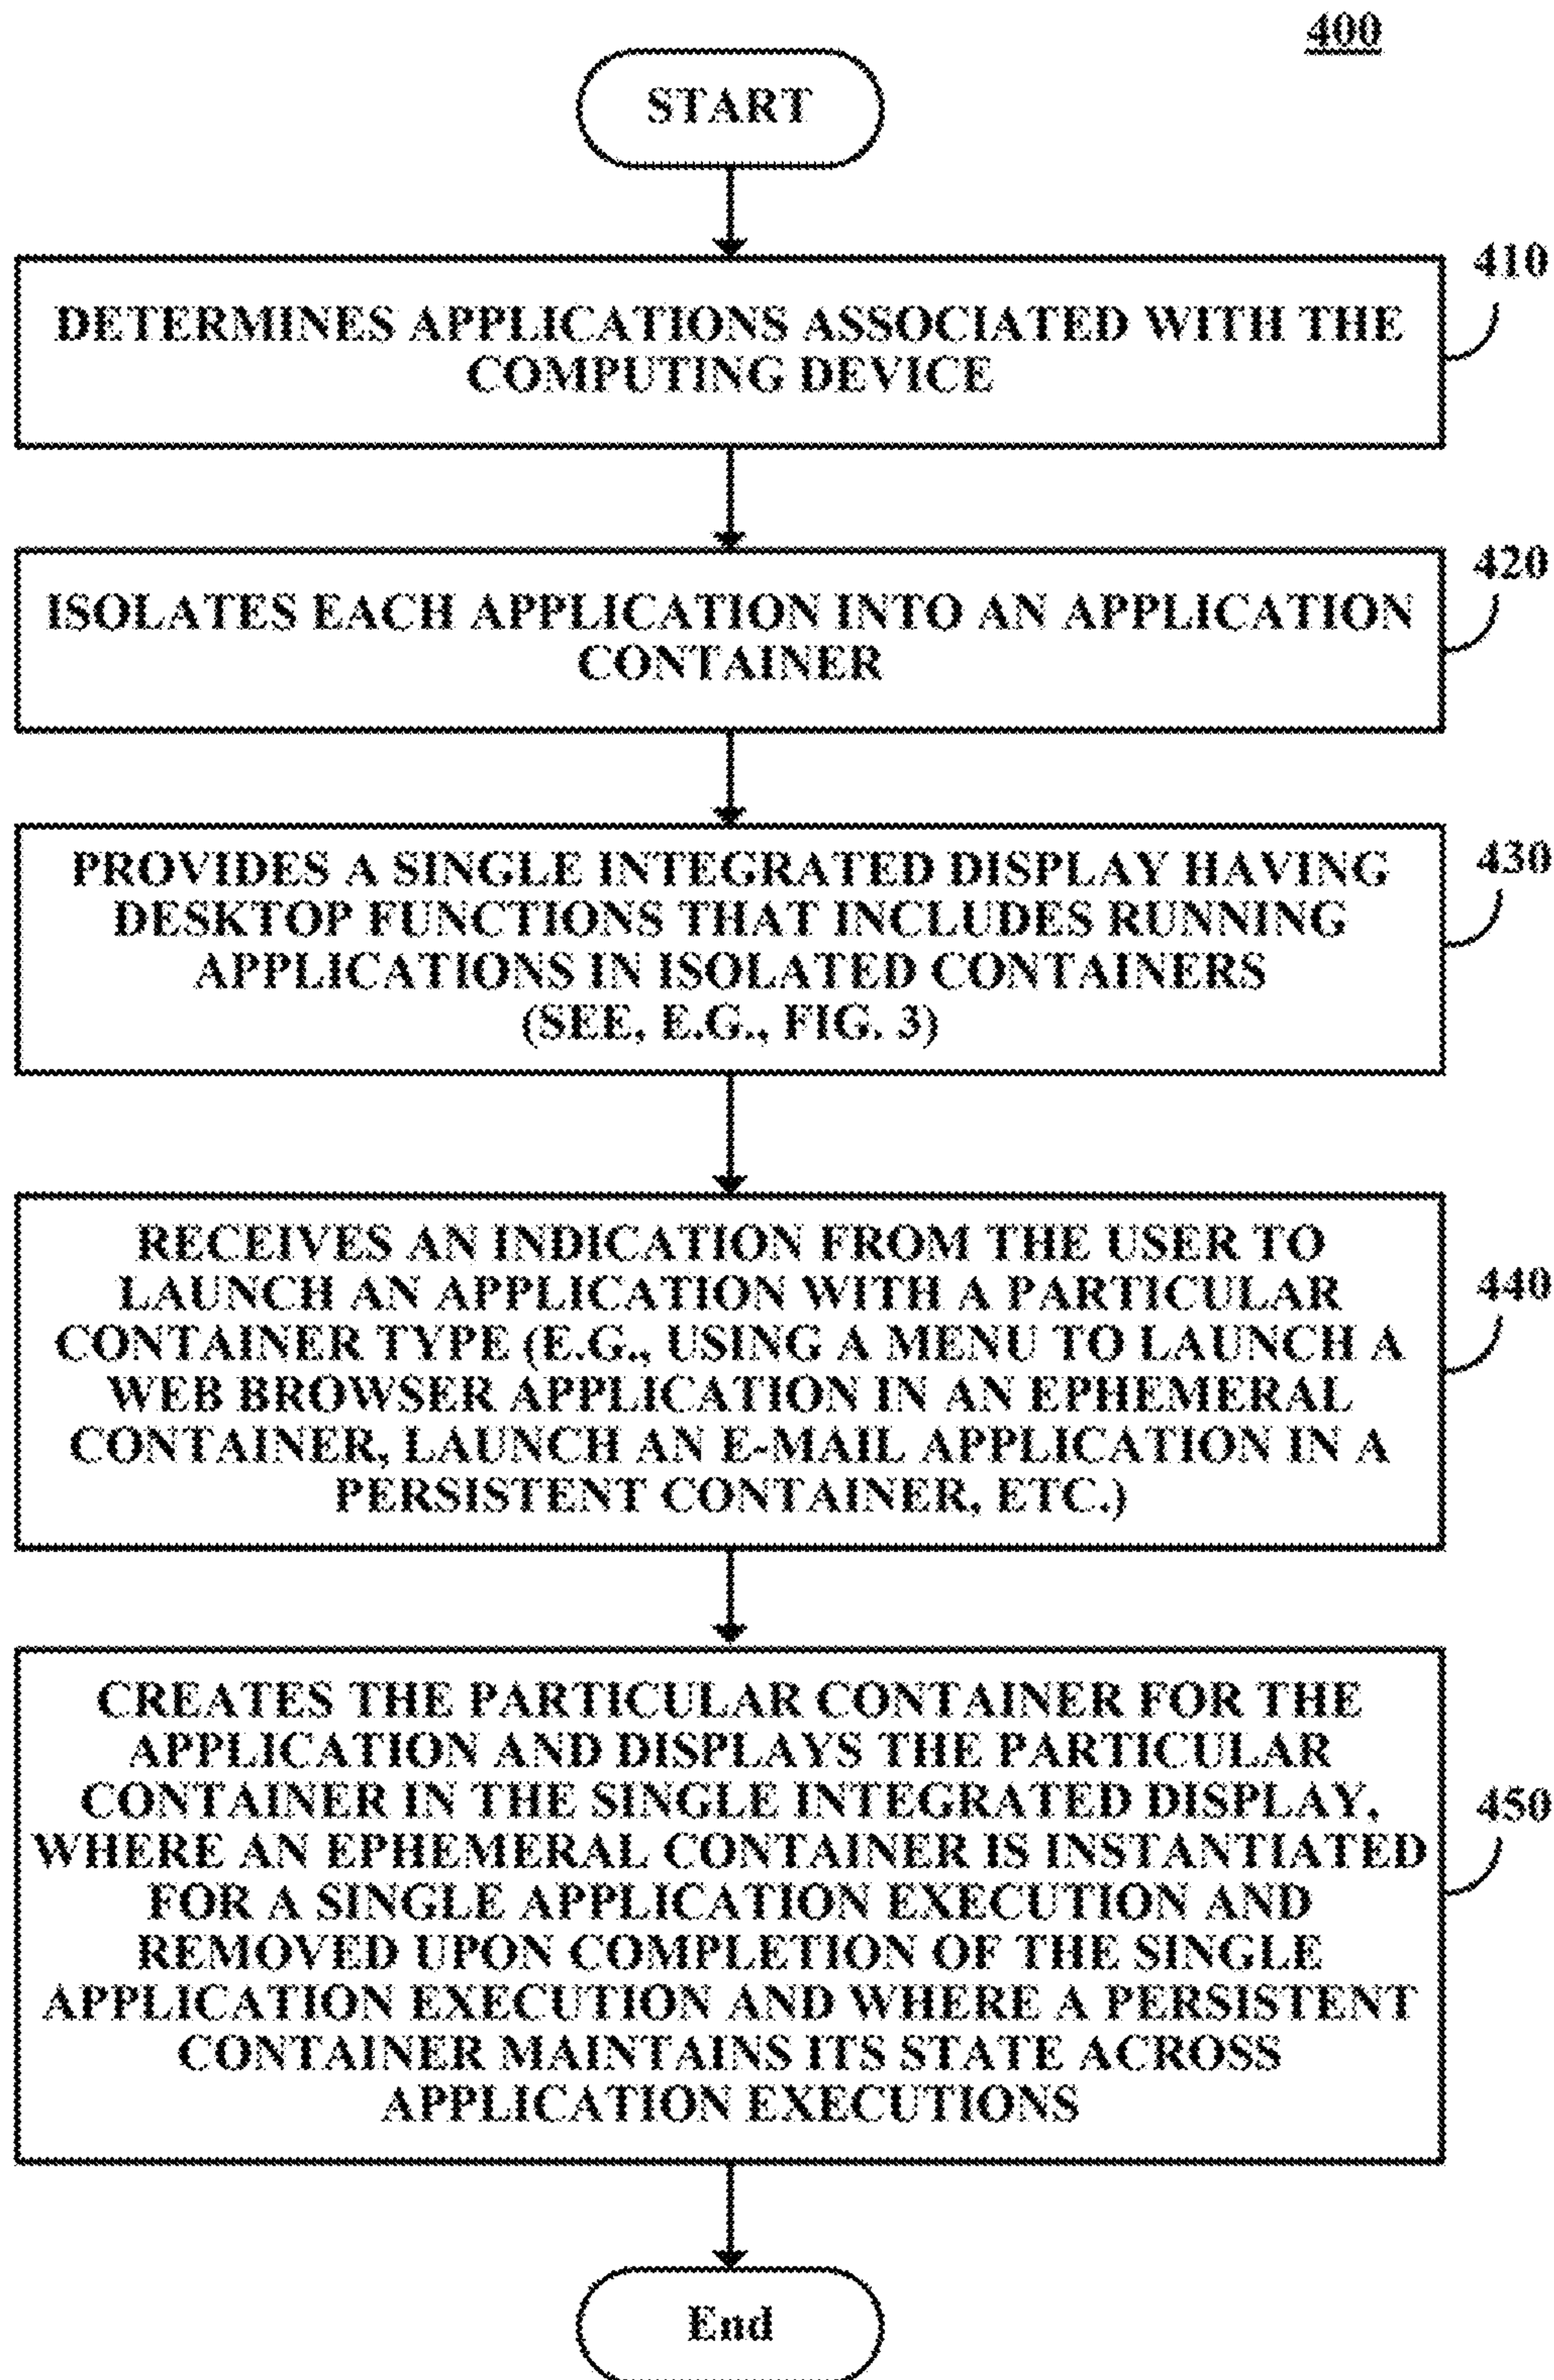 400
START
410
DETERMINES APPLICATIONS ASSOCIATED WITH THE
COMPUTING DEVICE
420
ISOLATES EACH APPLICATION INTO AN APPLICATION
CONTAINER
430
PROVIDES A SINGLE INTEGRATED DISPLAY HAVING
DESKTOP FUNCTIONS THAT INCLUDES RUNNING
APPLICATIONS IN ISOLATED CONTAINERS
(SEE, E.G., FIG. 3)
440
RECEIVES AN INDICATION FROM THE USER TO
LAUNCH AN APPLICATION WITH A PARTICULAR
CONTAINER TYPE (E.G., USING A MENU TO LAUNCH A
WEB BROWSER APPLICATION IN AN EPHEMERAL
CONTAINER, LAUNCH AN E-MAIL APPLICATION IN A
PERSISTENT CONTAINER, ETC.)
450
CREATES THE PARTICULAR CONTAINER FOR THE
APPLICATION AND DISPLAYS THE PARTICULAR
CONTAINER IN THE SINGLE INTEGRATED DISPLAY,
WHERE AN EPHEMERAL CONTAINER IS INSTANTIATED
FOR A SINGLE APPLICATION EXECUTION AND
REMOVED UPON COMPLETION OF THE SINGLE
APPLICATION EXECUTION AND WHERE A PERSISTENT
CONTAINER MAINTAINS ITS STATE ACROSS
APPLICATION EXECUTIONS
End